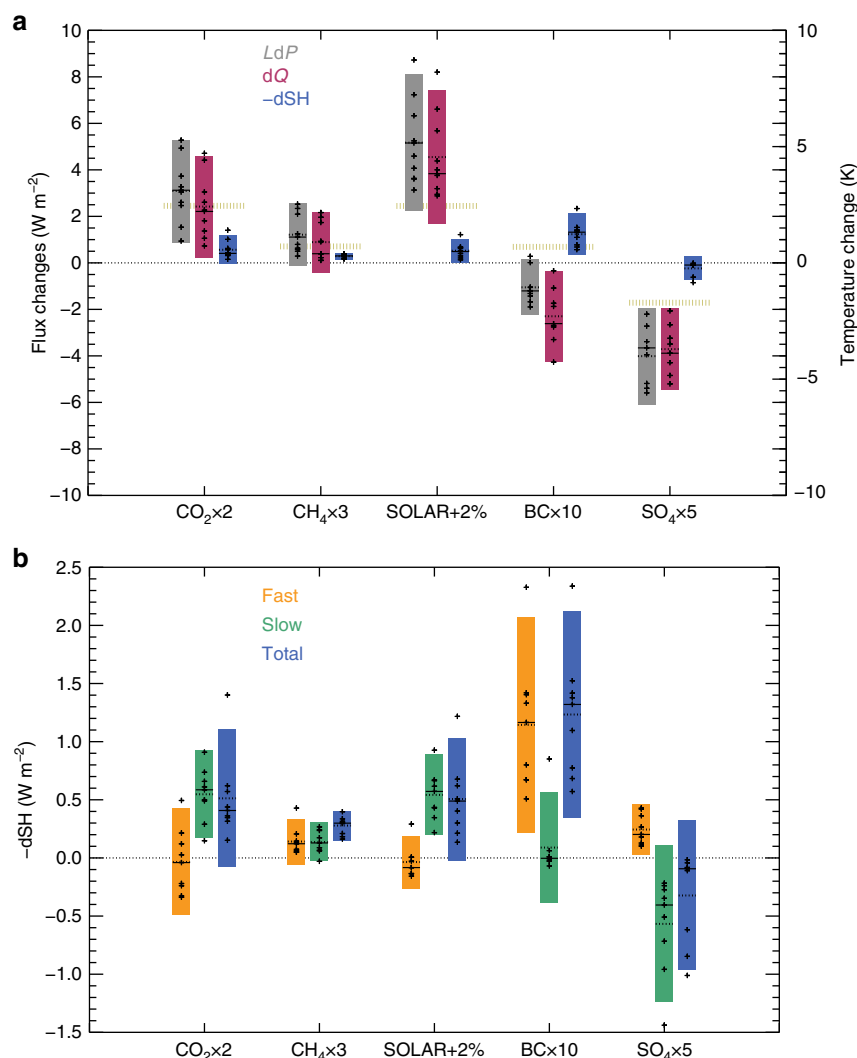 a
10
8
6
4
2
0
−2
−4
−6
−8
−10
Flux changes (W m−2)
LdP
dQ
−dSH
10
5
0
−5
−10
Temperature change (K)
CO2×2
CH4×3
SOLAR+2%
BC×10
SO4×5
b
2.5
2.0
1.5
1.0
0.5
0.0
−0.5
−1.0
−1.5
−dSH (W m−2)
Fast
Slow
Total
CO2×2
CH4×3
SOLAR+2%
BC×10
SO4×5